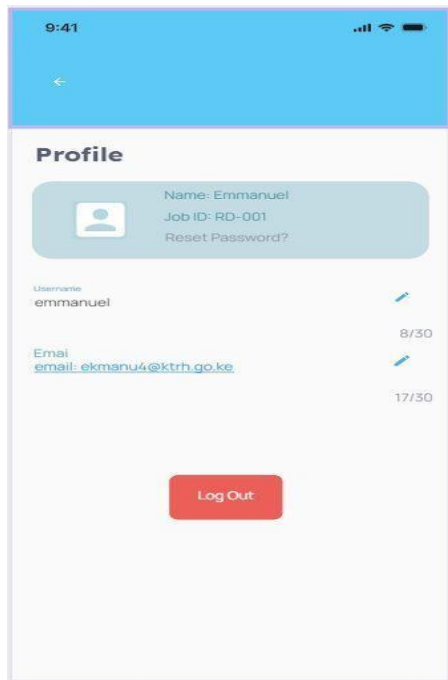 9:41
Profile
Name: Emmanuel
Job ID: RD-001
Reset Password?
Username
emmanuel
8/30
Emai
email: ekmanu4@ktrh.go.ke
17/30
Log Out